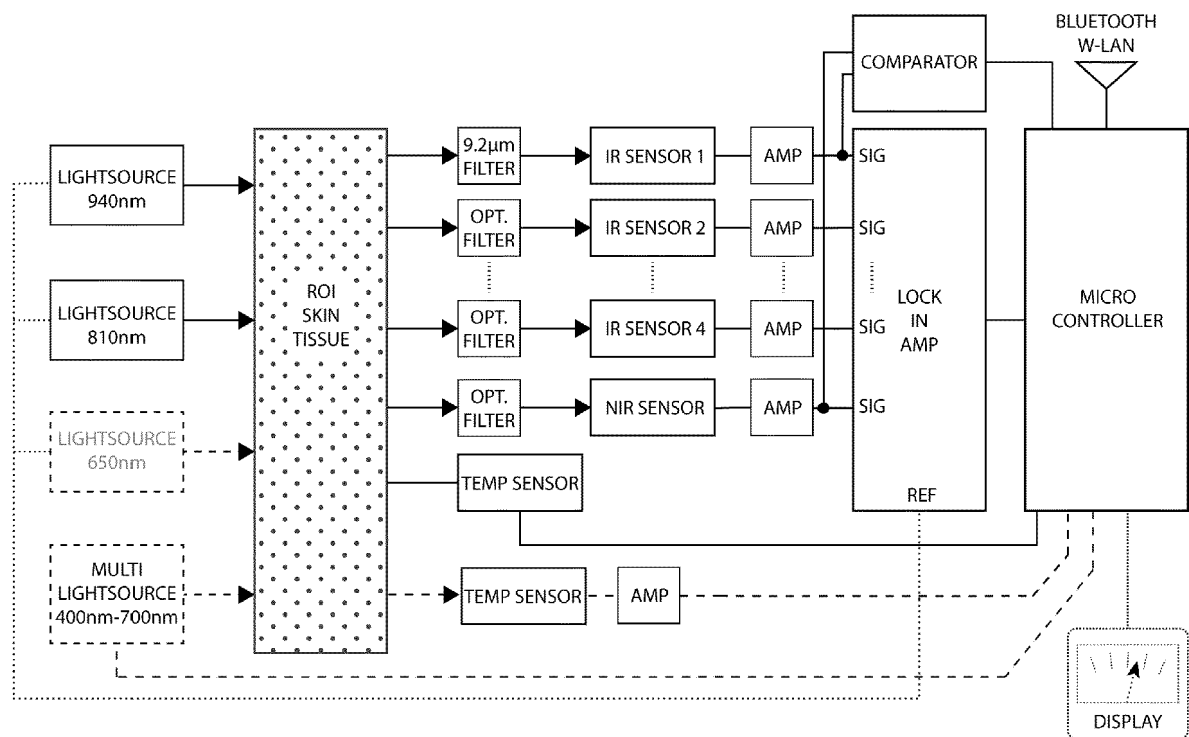 BLUETOOTH
W-LAN
COMPARATOR
LIGHTSOURCE
940nm
LIGHTSOURCE
810nm
LIGHTSOURCE
650nm
MULTI
LIGHTSOURCE
400nm-700nm
ROI
SKIN
TISSUE
9.2µm
FILTER
IR SENSOR 1
AMP
SIG
OPT.
FILTER
IR SENSOR 2
AMP
SIG
OPT.
FILTER
IR SENSOR 4
AMP
SIG
OPT.
FILTER
NIR SENSOR
AMP
SIG
LOCK
IN
AMP
REF
MICRO
CONTROLLER
TEMP SENSOR
TEMP SENSOR
AMP
DISPLAY